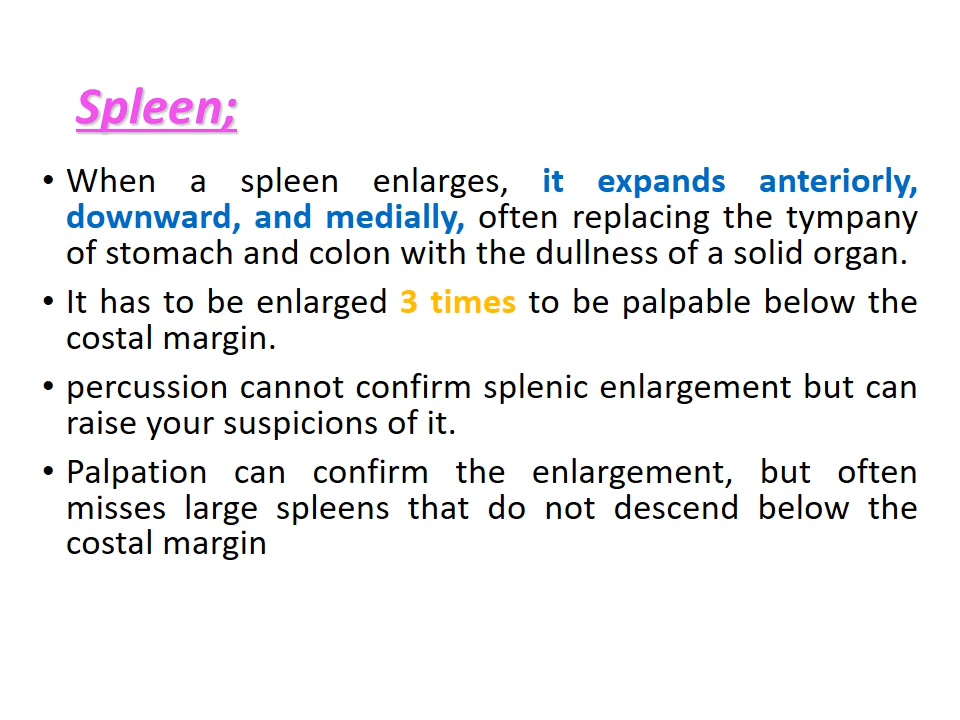 Spleen;
• When a spleen enlarges, it expands anteriorly,
downward, and medially, often replacing the tympany
of stomach and colon with the dullness of a solid organ.
• It has to be enlarged 3 times to be palpable below the
costal margin.
• percussion cannot confirm splenic enlargement but can
raise your suspicions of it.
• Palpation can confirm the enlargement, but often
misses large spleens that do not descend below the
costal margin